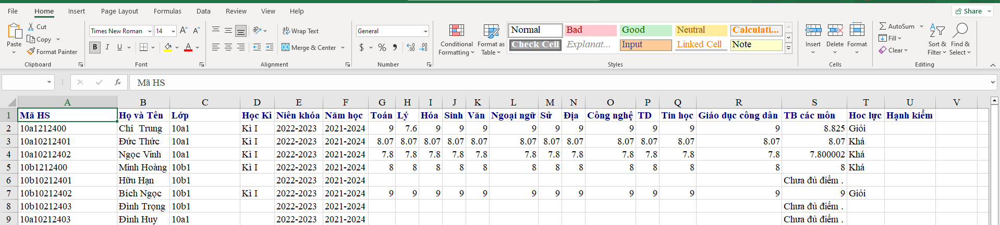 File Home Insert Page Layout Formulas Data Review View Help Share
Paste Cut Copy Format Painter Clipboard
Times New Roman 14 A A B I U A Font
ab Wrap Text Merge & Center Alignment
General $ % , Number
Conditional Formatting Format as Table
Normal Bad Good Neutral Calculati...
Check Cell Explanat... Input Linked Cell Note
Styles
Insert Delete Format Cells
AutoSum Fill Clear Sort & Filter Find & Select Editing
fx Mã HS
A B C D E F G H I J K L M N O P Q R S T U V
1 Mã HS Họ và Tên Lớp Học Kì Niên khóa Năm học Toán Lý Hóa Sinh Văn Ngoại ngữ Sử Địa Công nghệ TD Tin học Giáo dục công dân TB các môn Hoc lực Hạnh kiểm
2 10a1212400 Chí Trung 10a1 Kì I 2022-2023 2021-2024 9 7.6 9 9 9 9 9 9 9 9 9 9 8.825 Giỏi
3 10a10212401 Đức Thức 10a1 Kì I 2022-2023 2021-2024 8.07 8.07 8.07 8.07 8.07 8.07 8.07 8.07 8.07 8.07 8.07 8.07 8.07 Khá
4 10a10212402 Ngọc Vinh 10a1 Kì I 2022-2023 2021-2024 7.8 7.8 7.8 7.8 7.8 7.8 7.8 7.8 7.8 7.8 7.8 7.8 7.800002 Khá
5 10b1212400 Minh Hoàng 10b1 Kì I 2022-2023 2021-2024 8 8 8 8 8 8 8 8 8 8 8 8 8 Khá
6 10b10212401 Hữu Hạn 10b1 2022-2023 2021-2024 Chưa đủ điểm .
7 10b10212402 Bích Ngọc 10b1 Kì I 2022-2023 2021-2024 9 9 9 9 9 9 9 9 9 9 9 9 9 Giỏi
8 10b10212403 Đình Trọng 10b1 2022-2023 2021-2024 Chưa đủ điểm .
9 10a10212403 Đình Huy 10a1 2022-2023 2021-2024 Chưa đủ điểm .